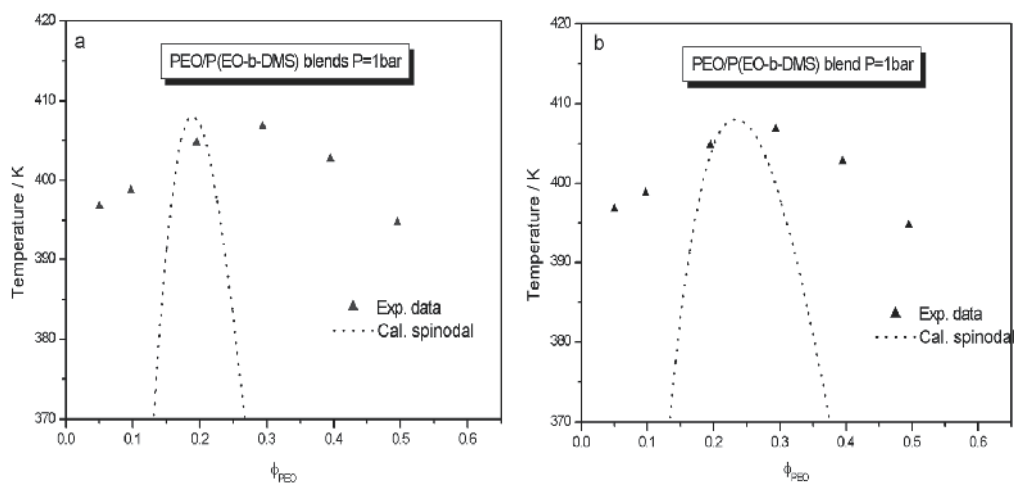 a
PEO/P(EO-b-DMS) blends P=1bar
Temperature / K
420
410
400
390
380
370
0.0 0.1 0.2 0.3 0.4 0.5 0.6
ϕPEO
Exp. data
Cal. spinodal
b
PEO/P(EO-b-DMS) blend P=1bar
Temperature / K
420
410
400
390
380
370
0.0 0.1 0.2 0.3 0.4 0.5 0.6
ϕPEO
Exp. data
Cal. spinodal